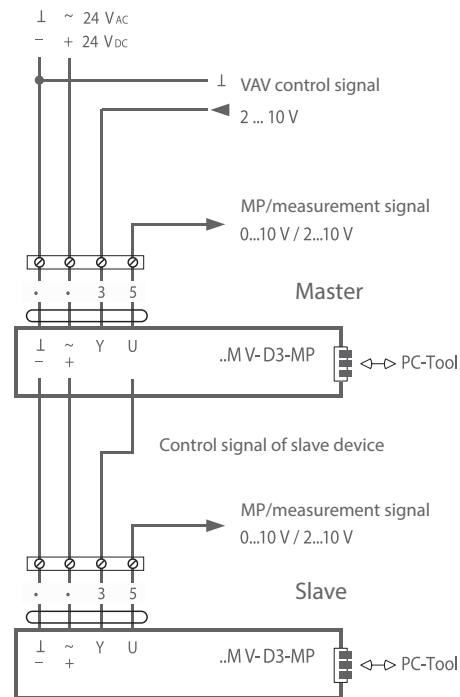 ⊥ ~ 24 VAC
− + 24 VDC
⊥ VAV control signal
2 ... 10 V
MP/measurement signal
0...10 V / 2...10 V
. . 3 5
Master
⊥ ~ Y U
− +
..M V- D3-MP
PC-Tool
Control signal of slave device
MP/measurement signal
0...10 V / 2...10 V
. . 3 5
Slave
⊥ ~ Y U
− +
..M V- D3-MP
PC-Tool